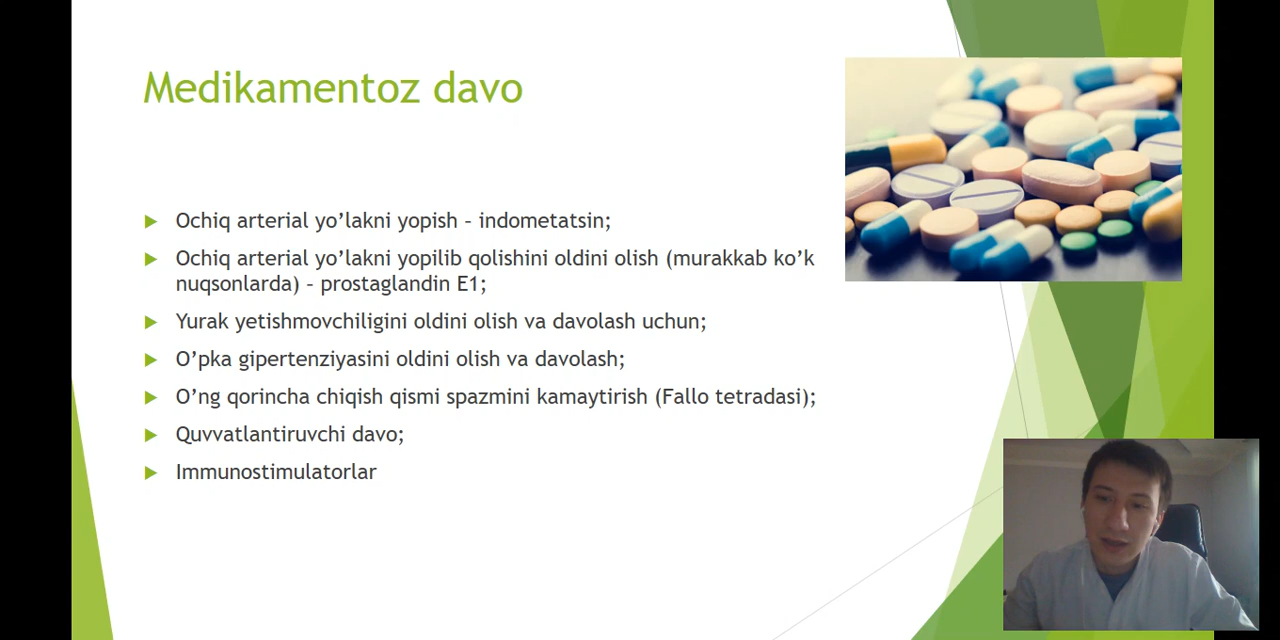 Medikamentoz davo
Ochiq arterial yo’lakni yopish – indometatsin;
Ochiq arterial yo’lakni yopilib qolishini oldini olish (murakkab ko’k
nuqsonlarda) – prostaglandin E1;
Yurak yetishmovchiligini oldini olish va davolash uchun;
O’pka gipertenziyasini oldini olish va davolash;
O’ng qorincha chiqish qismi spazmini kamaytirish (Fallo tetradasi);
Quvvatlantiruvchi davo;
Immunostimulatorlar